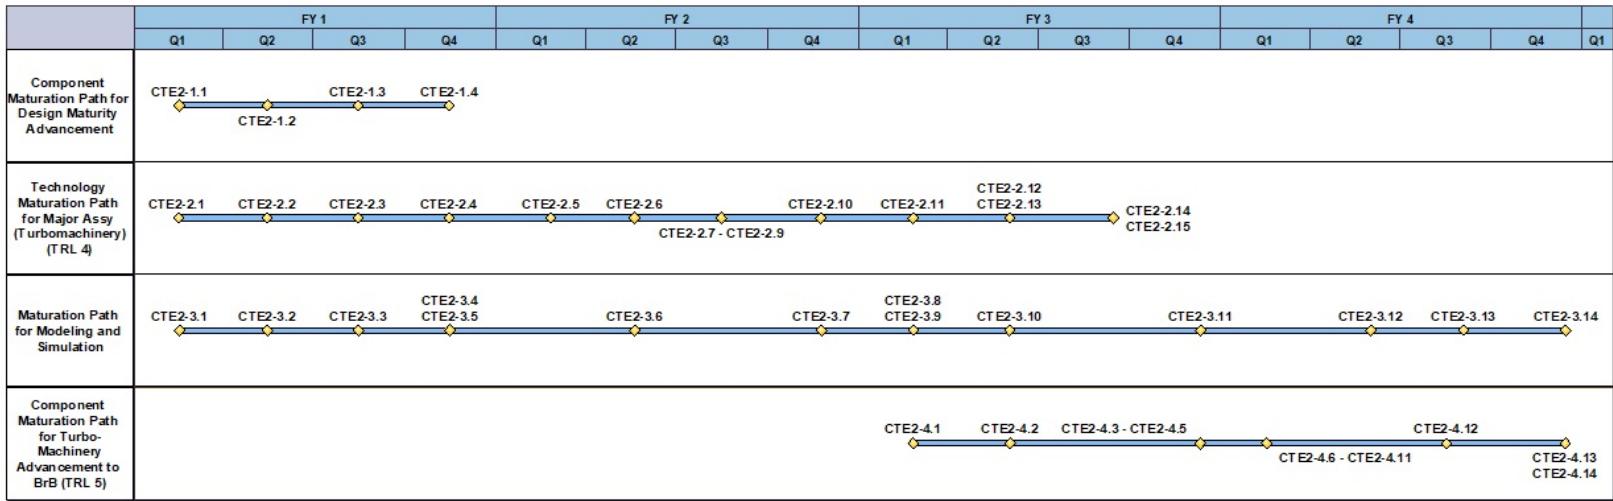 FY 1 FY 2 FY 3 FY 4
Q1 Q2 Q3 Q4 Q1 Q2 Q3 Q4 Q1 Q2 Q3 Q4 Q1 Q2 Q3 Q4 Q1
Component
Maturation Path for
Design Maturity
Advancement
CTE2-1.1 CTE2-1.3 CTE2-1.4
CTE2-1.2
Technology
Maturation Path
for Major Assy
(Turbomachinery)
(TRL 4)
CTE2-2.12
CTE2-2.1 CTE2-2.2 CTE2-2.3 CTE2-2.4 CTE2-2.5 CTE2-2.6 CTE2-2.10 CTE2-2.11 CTE2-2.13
CTE2-2.14
CTE2-2.7 - CTE2-2.9 CTE2-2.15
Maturation Path
for Modeling and
Simulation
CTE2-3.4 CTE2-3.8
CTE2-3.1 CTE2-3.2 CTE2-3.3 CTE2-3.5 CTE2-3.6 CTE2-3.7 CTE2-3.9 CTE2-3.10 CTE2-3.11 CTE2-3.12 CTE2-3.13 CTE2-3.14
Component
Maturation Path
for Turbo-
Machinery
Advancement to
BrB (TRL 5)
CTE2-4.1 CTE2-4.2 CTE2-4.3 - CTE2-4.5 CTE2-4.12
CTE2-4.6 - CTE2-4.11 CTE2-4.13
CTE2-4.14